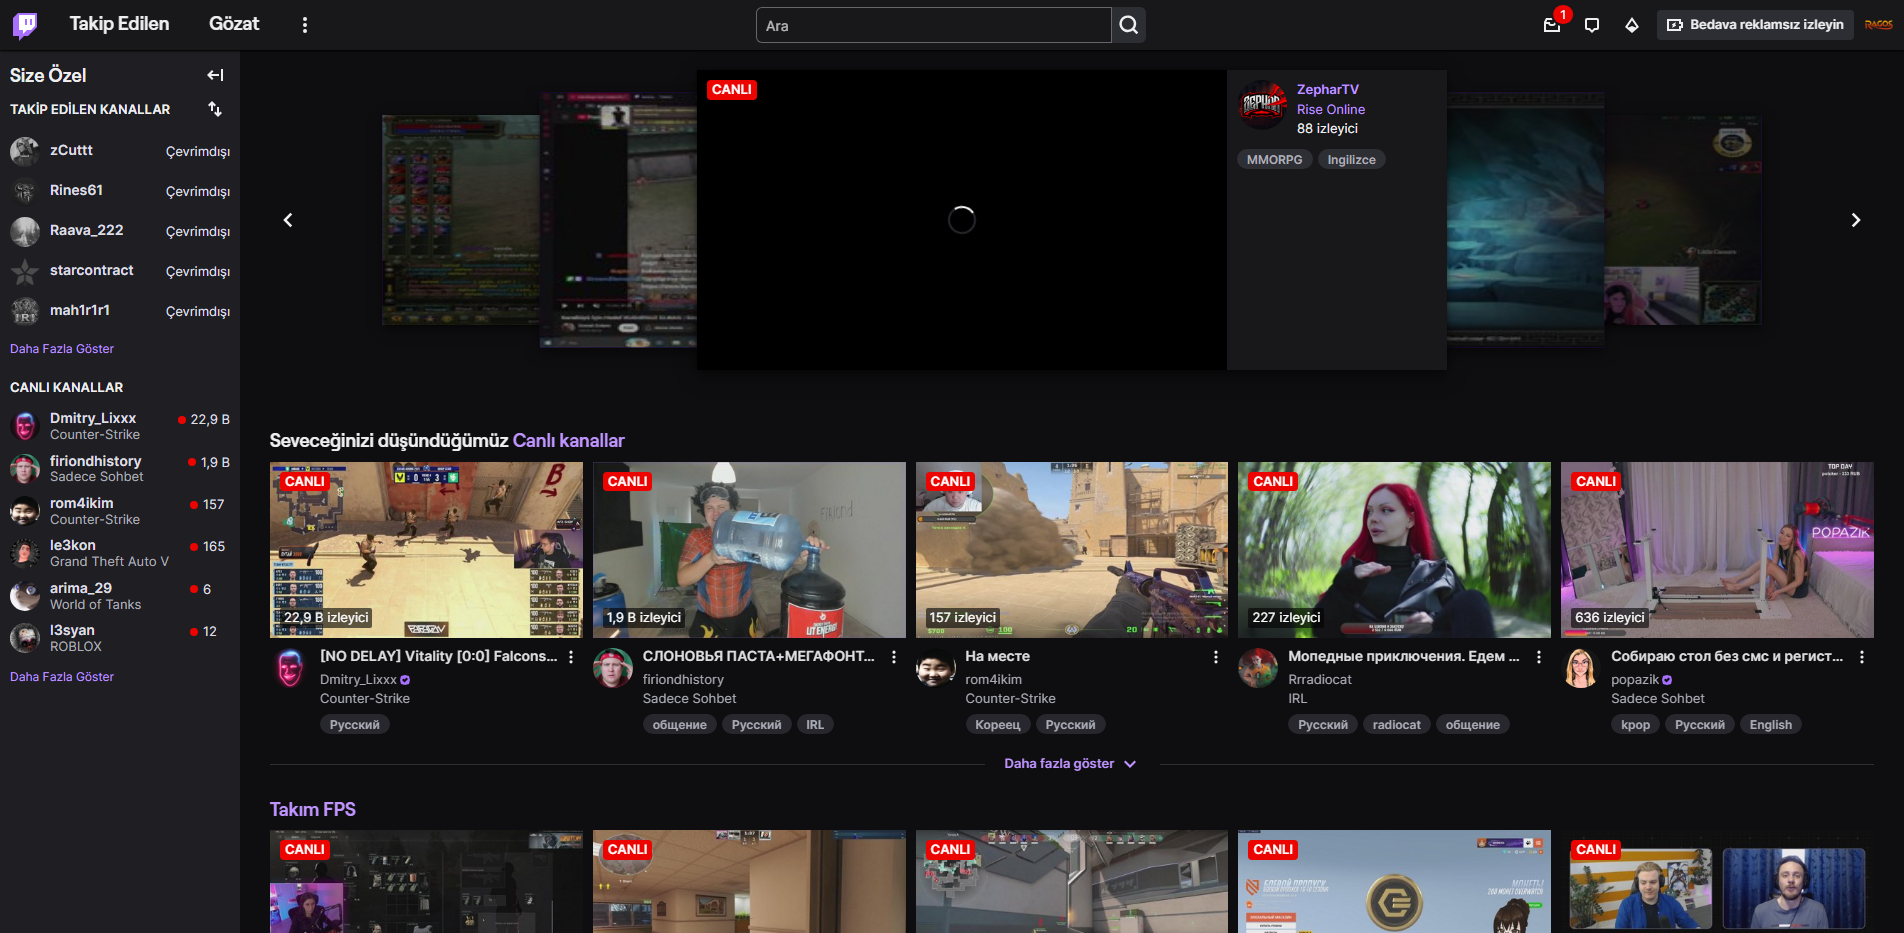 Takip Edilen
Gözat
Ara
1
Bedava reklamsız izleyin
RAGOS
Size Özel
TAKİP EDİLEN KANALLAR
zCuttt
Çevrimdışı
Rines61
Çevrimdışı
Raava_222
Çevrimdışı
starcontract
Çevrimdışı
mah1r1r1
Çevrimdışı
Daha Fazla Göster
CANLI KANALLAR
Dmitry_Lixxx
22,9 B
Counter-Strike
firiondhistory
1,9 B
Sadece Sohbet
rom4ikim
157
Counter-Strike
le3kon
165
Grand Theft Auto V
arima_29
6
World of Tanks
l3syan
12
ROBLOX
Daha Fazla Göster
CANLI
ZepharTV
Rise Online
88 izleyici
MMORPG
Ingilizce
Seveceğinizi düşündüğümüz Canlı kanallar
CANLI
22,9 B izleyici
[NO DELAY] Vitality [0:0] Falcons...
Dmitry_Lixxx
Counter-Strike
Русский
CANLI
1,9 B izleyici
СЛОНОВЬЯ ПАСТА+МЕГАФОНТ...
firiondhistory
Sadece Sohbet
общение
Русский
IRL
CANLI
157 izleyici
На месте
rom4ikim
Counter-Strike
Кореец
Русский
CANLI
227 izleyici
Мопедные приключения. Едем ...
Rrradiocat
IRL
Русский
radiocat
общение
CANLI
TOP DAY
POPAZIK
636 izleyici
Собираю стол без смс и регист...
popazik
Sadece Sohbet
kpop
Русский
English
Daha fazla göster
Takım FPS
CANLI
CANLI
CANLI
CANLI
БОЕВОЙ ПРОПУСК
CANLI